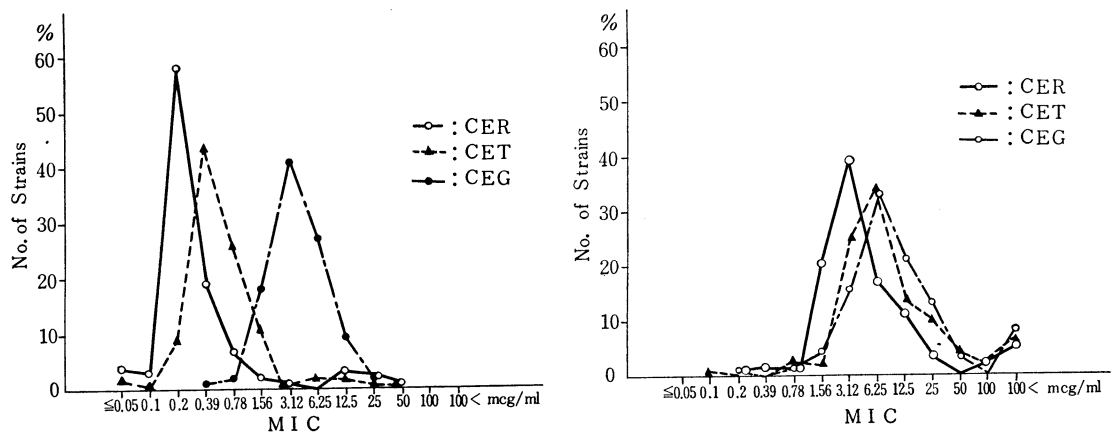 %
60
50
40
30
20
10
0
No. of Strains
: CER
: CET
: CEG
≦0.05 0.1 0.2 0.39 0.78 1.56 3.12 6.25 12.5 25 50 100 100< mcg/ml
MIC
%
60
50
40
30
20
10
0
No. of Strains
: CER
: CET
: CEG
≦0.05 0.1 0.2 0.39 0.78 1.56 3.12 6.25 12.5 25 50 100 100< mcg/ml
MIC